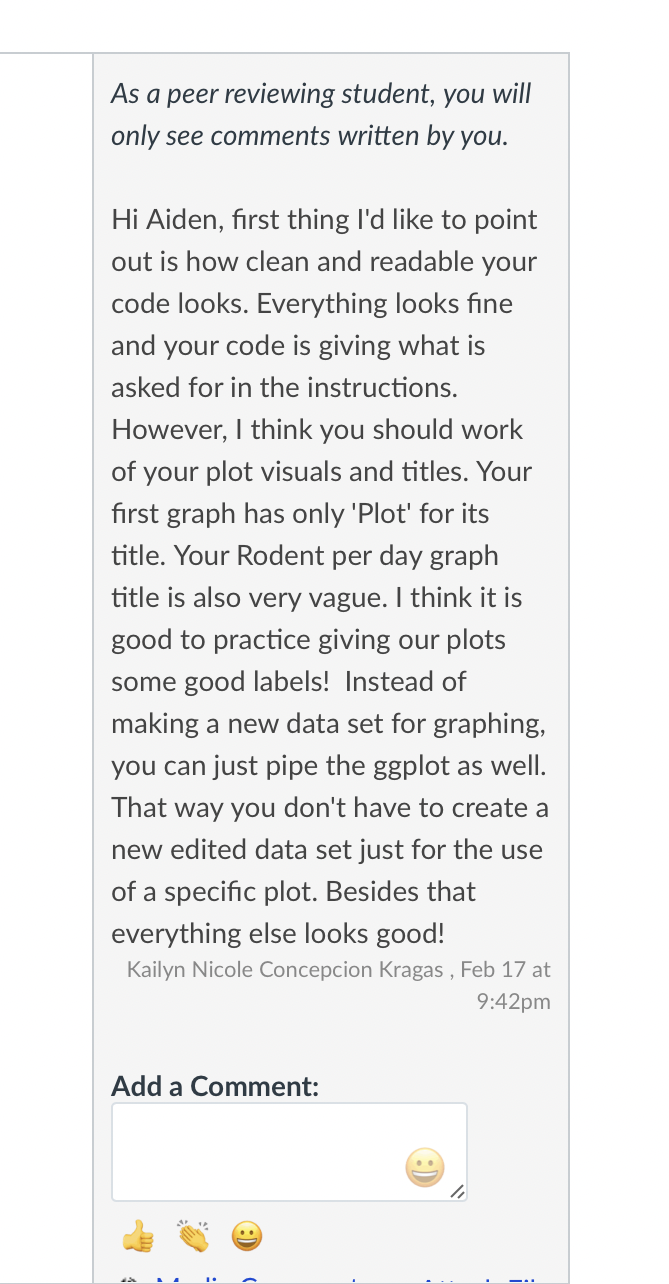 As a peer reviewing student, you will
only see comments written by you.
Hi Aiden, first thing I'd like to point
out is how clean and readable your
code looks. Everything looks fine
and your code is giving what is
asked for in the instructions.
However, I think you should work
of your plot visuals and titles. Your
first graph has only 'Plot' for its
title. Your Rodent per day graph
title is also very vague. I think it is
good to practice giving our plots
some good labels!  Instead of
making a new data set for graphing,
you can just pipe the ggplot as well.
That way you don't have to create a
new edited data set just for the use
of a specific plot. Besides that
everything else looks good!
Kailyn Nicole Concepcion Kragas , Feb 17 at
9:42pm
Add a Comment: